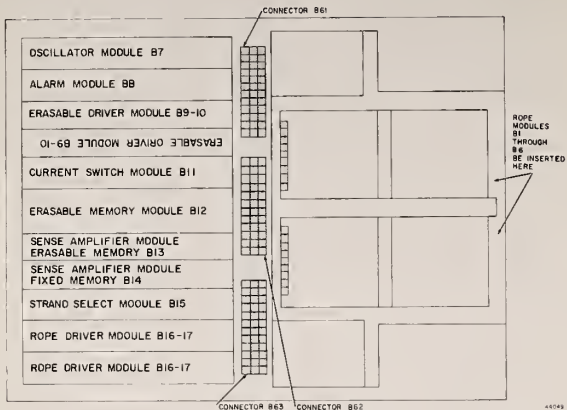 CONNECTOR B61
OSCILLATOR MODULE B7
ALARM MODULE B8
ERASABLE DRIVER MODULE B9-10
ERASABLE DRIVER MODULE B9-10
CURRENT SWITCH MODULE B11
ERASABLE MEMORY MODULE B12
SENSE AMPLIFIER MODULE
ERASABLE MEMORY B13
SENSE AMPLIFIER MODULE
FIXED MEMORY B14
STRAND SELECT MODULE B15
ROPE DRIVER MODULE B16-17
ROPE DRIVER MODULE B16-17
ROPE
MODULES
B1
THROUGH
B6
BE INSERTED
HERE
CONNECTOR B63
CONNECTOR B62